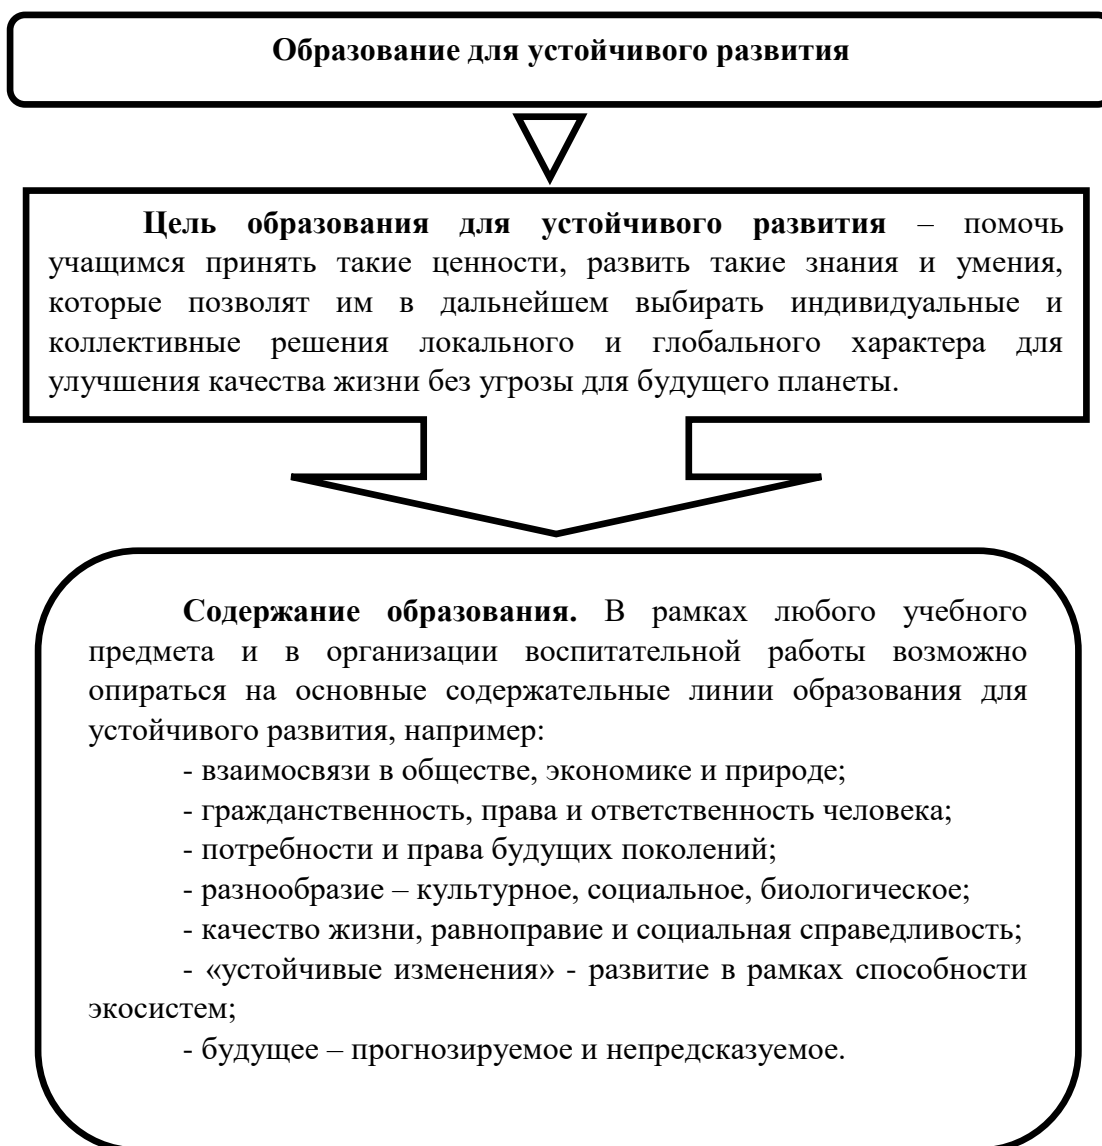 Образование для устойчивого развития
Цель образования для устойчивого развития – помочь
учащимся принять такие ценности, развить такие знания и умения,
которые позволят им в дальнейшем выбирать индивидуальные и
коллективные решения локального и глобального характера для
улучшения качества жизни без угрозы для будущего планеты.
Содержание образования. В рамках любого учебного
предмета и в организации воспитательной работы возможно
опираться на основные содержательные линии образования для
устойчивого развития, например:
- взаимосвязи в обществе, экономике и природе;
- гражданственность, права и ответственность человека;
- потребности и права будущих поколений;
- разнообразие – культурное, социальное, биологическое;
- качество жизни, равноправие и социальная справедливость;
- «устойчивые изменения» - развитие в рамках способности
экосистем;
- будущее – прогнозируемое и непредсказуемое.